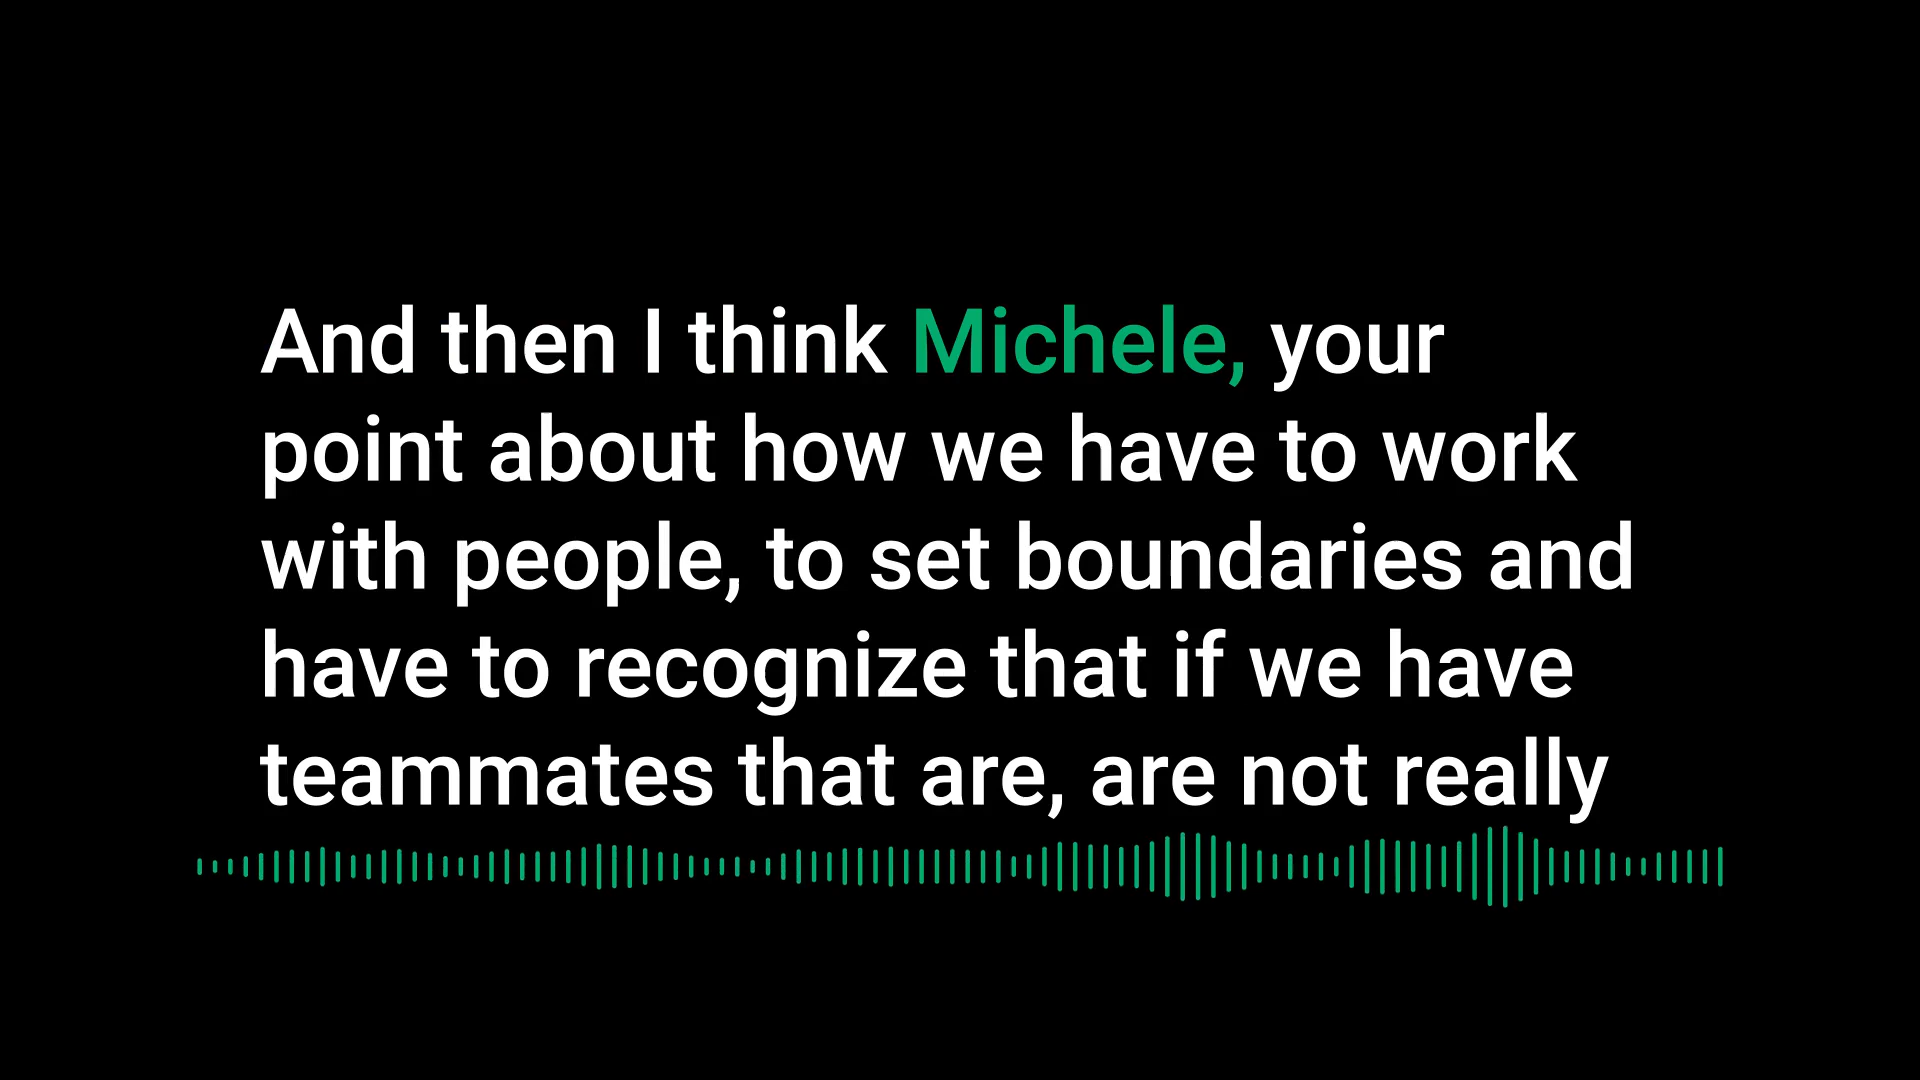 And then I think Michele, your
point about how we have to work
with people, to set boundaries and
have to recognize that if we have
teammates that are, are not really